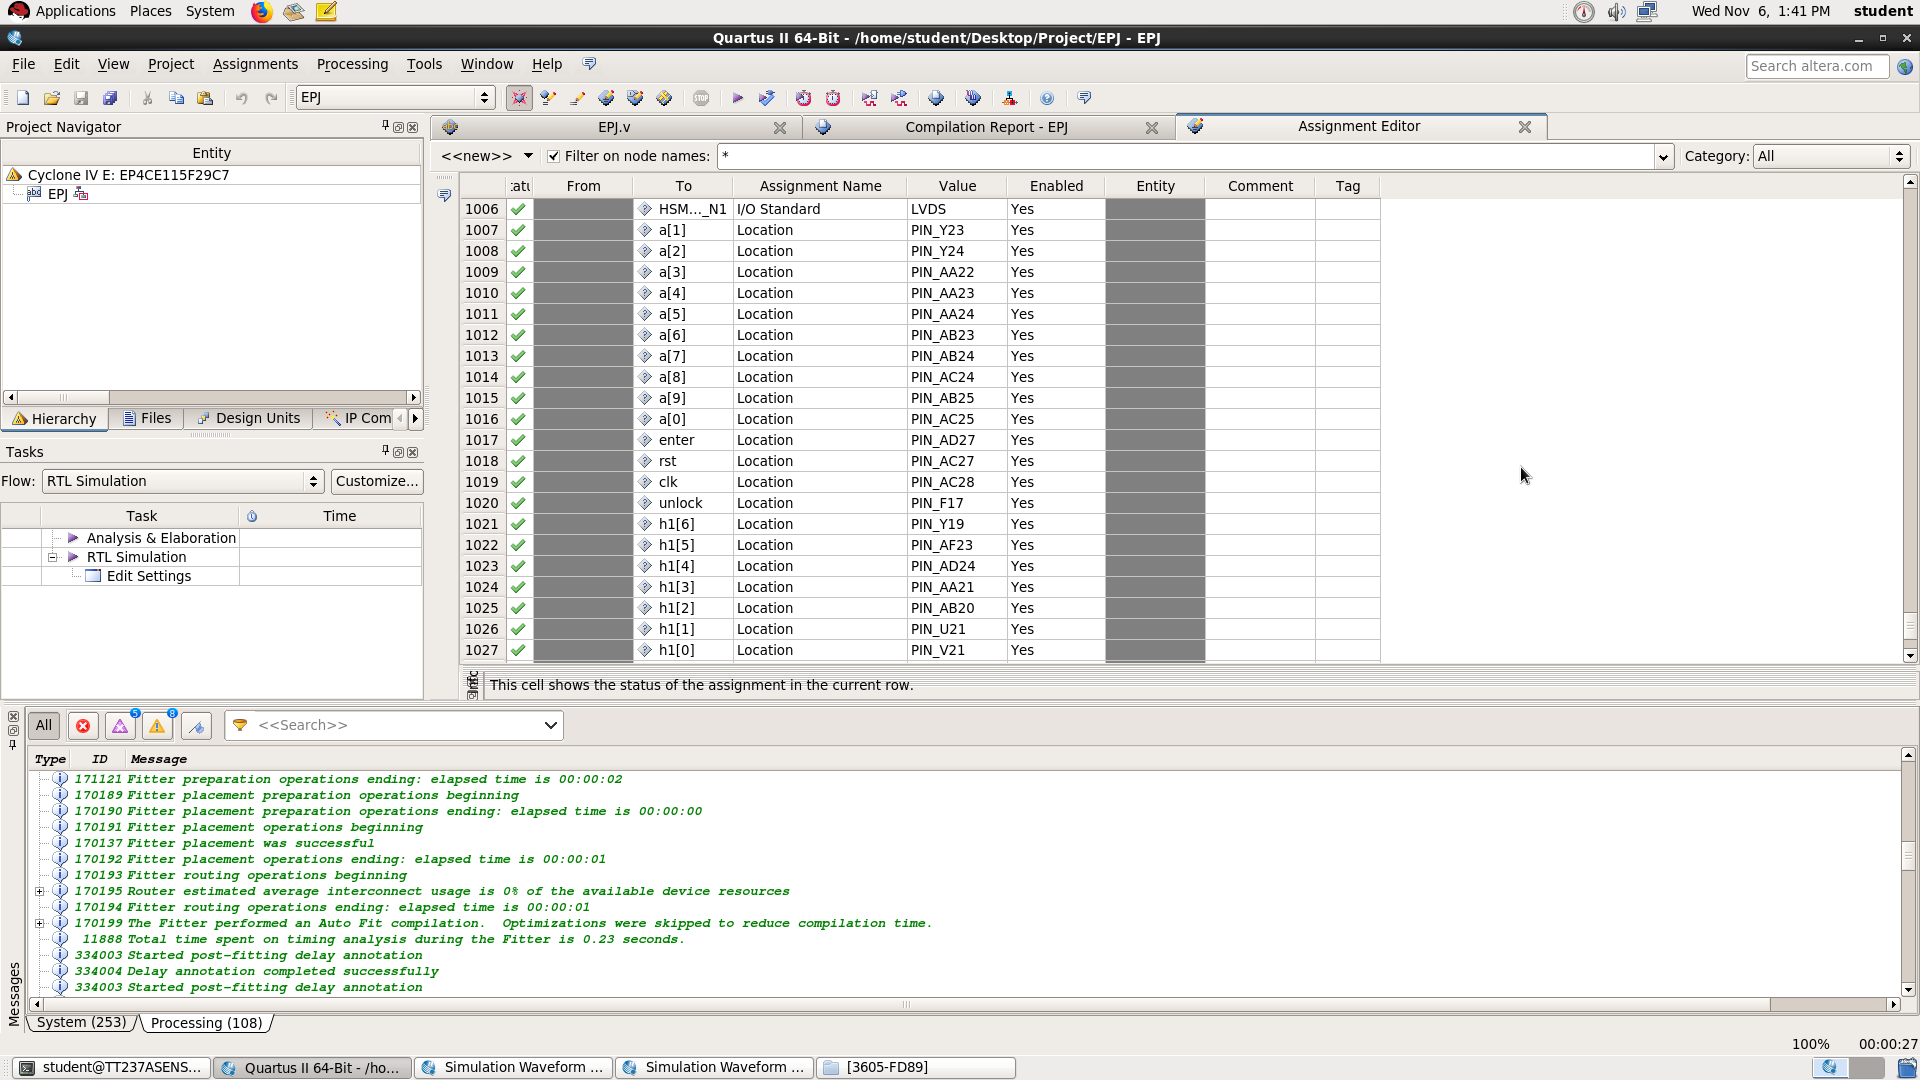 Applications Places System Wed Nov 6, 1:41 PM student
Quartus II 64-Bit - /home/student/Desktop/Project/EPJ - EPJ
File Edit View Project Assignments Processing Tools Window Help Search altera.com
EPJ
Project Navigator
Entity
Cyclone IV E: EP4CE115F29C7
EPJ
Hierarchy Files Design Units IP Com
Tasks
Flow: RTL Simulation Customize...
Task Time
Analysis & Elaboration
RTL Simulation
Edit Settings
EPJ.v Compilation Report - EPJ Assignment Editor
<<new>> Filter on node names: * Category: All
:atu From To Assignment Name Value Enabled Entity Comment Tag
1006 HSM..._N1 I/O Standard LVDS Yes
1007 a[1] Location PIN_Y23 Yes
1008 a[2] Location PIN_Y24 Yes
1009 a[3] Location PIN_AA22 Yes
1010 a[4] Location PIN_AA23 Yes
1011 a[5] Location PIN_AA24 Yes
1012 a[6] Location PIN_AB23 Yes
1013 a[7] Location PIN_AB24 Yes
1014 a[8] Location PIN_AC24 Yes
1015 a[9] Location PIN_AB25 Yes
1016 a[0] Location PIN_AC25 Yes
1017 enter Location PIN_AD27 Yes
1018 rst Location PIN_AC27 Yes
1019 clk Location PIN_AC28 Yes
1020 unlock Location PIN_F17 Yes
1021 h1[6] Location PIN_Y19 Yes
1022 h1[5] Location PIN_AF23 Yes
1023 h1[4] Location PIN_AD24 Yes
1024 h1[3] Location PIN_AA21 Yes
1025 h1[2] Location PIN_AB20 Yes
1026 h1[1] Location PIN_U21 Yes
1027 h1[0] Location PIN_V21 Yes
This cell shows the status of the assignment in the current row.
All 5 8 <<Search>>
Type ID Message
171121 Fitter preparation operations ending: elapsed time is 00:00:02
170189 Fitter placement preparation operations beginning
170190 Fitter placement preparation operations ending: elapsed time is 00:00:00
170191 Fitter placement operations beginning
170137 Fitter placement was successful
170192 Fitter placement operations ending: elapsed time is 00:00:01
170193 Fitter routing operations beginning
170195 Router estimated average interconnect usage is 0% of the available device resources
170194 Fitter routing operations ending: elapsed time is 00:00:01
170199 The Fitter performed an Auto Fit compilation. Optimizations were skipped to reduce compilation time.
11888 Total time spent on timing analysis during the Fitter is 0.23 seconds.
334003 Started post-fitting delay annotation
334004 Delay annotation completed successfully
334003 Started post-fitting delay annotation
Messages
System (253) Processing (108)
100% 00:00:27
student@TT237ASENS... Quartus II 64-Bit - /ho... Simulation Waveform ... Simulation Waveform ... [3605-FD89]